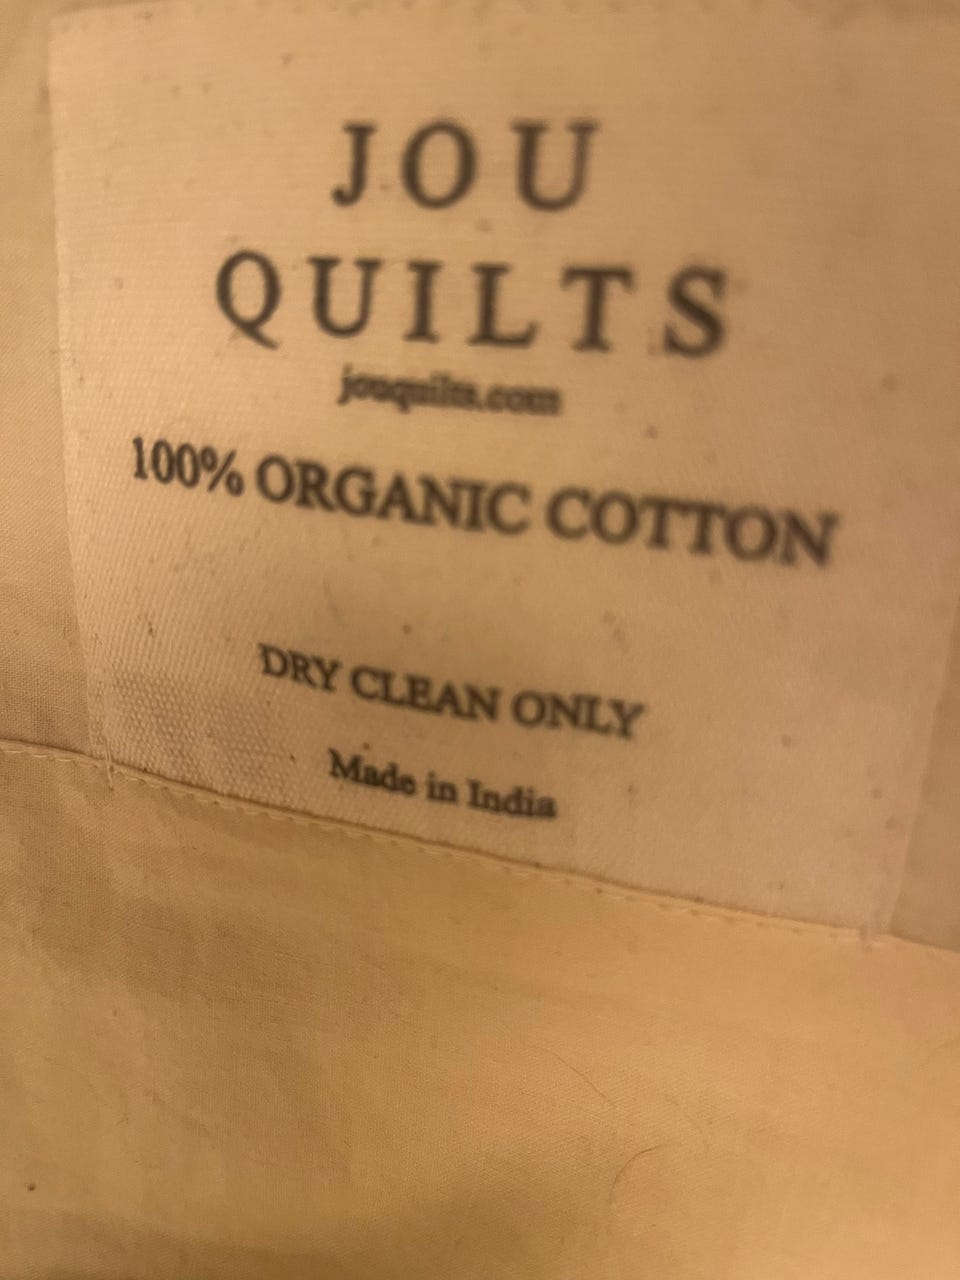 JOU
QUILTS
jouquilts.com
100% ORGANIC COTTON
DRY CLEAN ONLY
Made in India